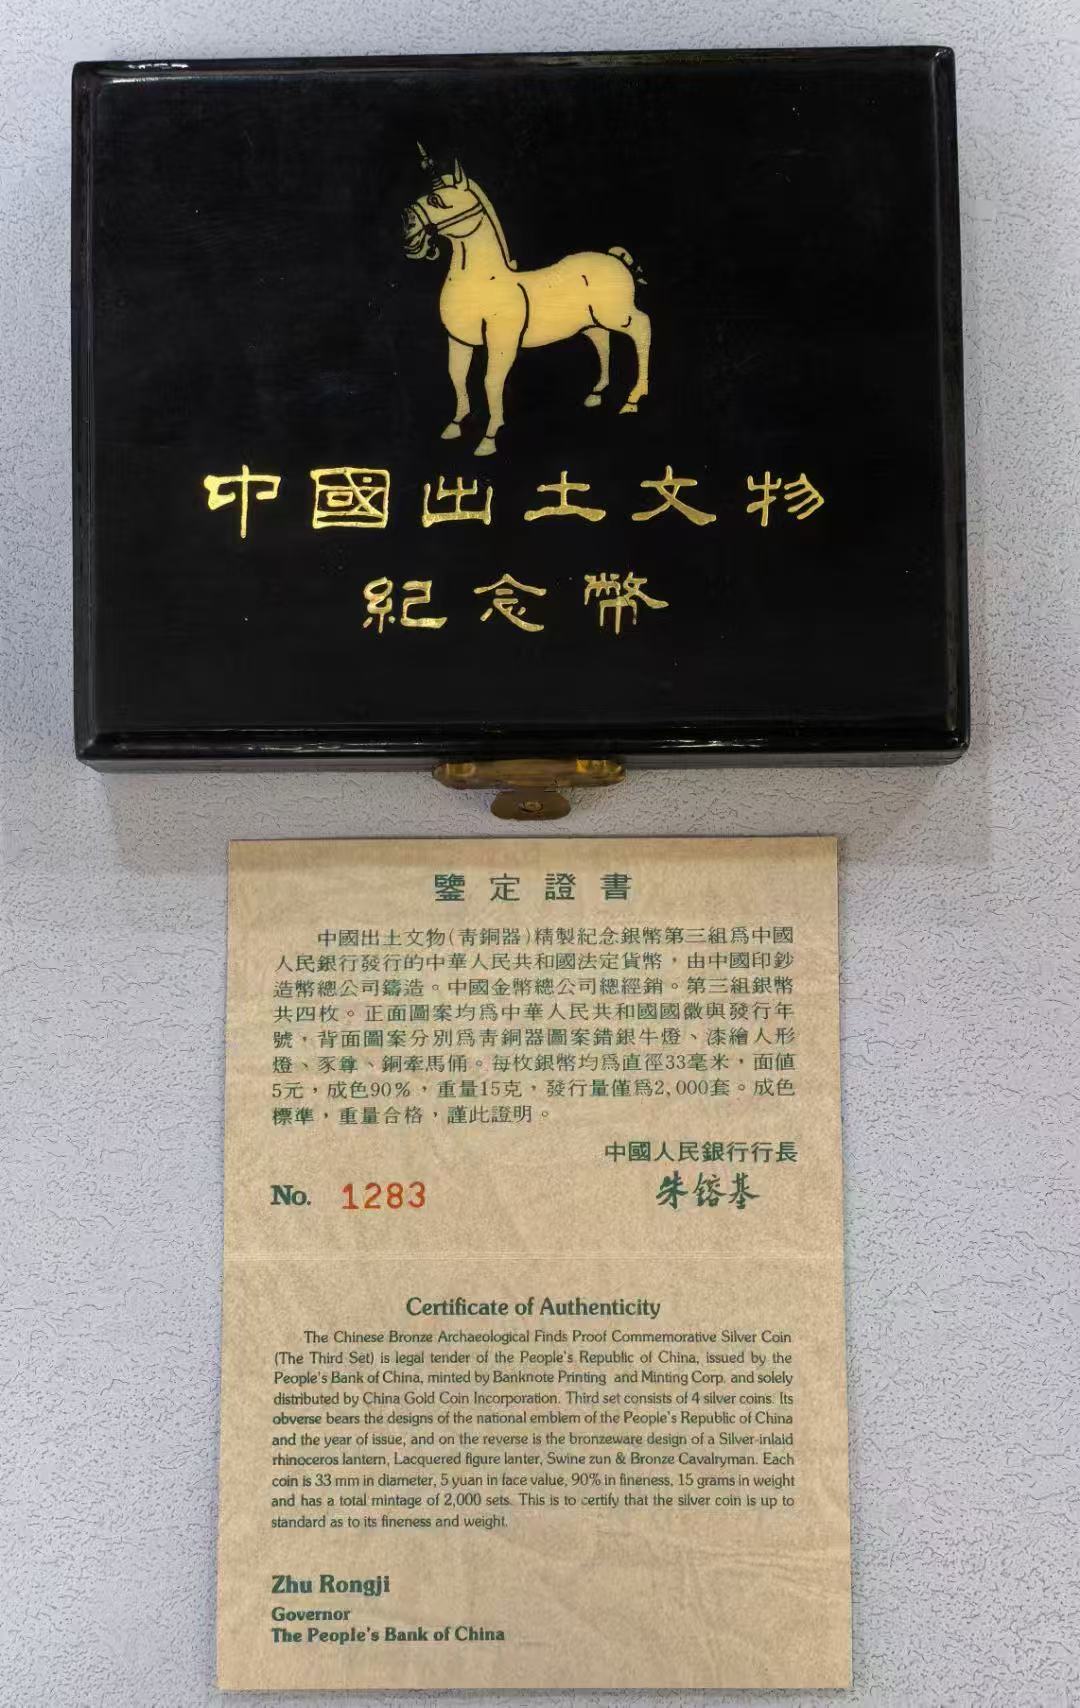 中國出土文物
紀念幣
鑒定證書
中國出土文物(青銅器)精製紀念銀幣第三組爲中國
人民銀行發行的中華人民共和國法定貨幣，由中國印鈔
造幣總公司鑄造。中國金幣總公司總經銷。第三組銀幣
共四枚。正面圖案均爲中華人民共和國國徽與發行年
號，背面圖案分别爲青銅器圖案錯銀牛燈、漆繪人形
燈、豕尊、銅牽馬俑。每枚銀幣均爲直徑33毫米，面値
5元，成色90%，重量15克，發行量僅爲2,000套。成色
標準，重量合格，謹此證明。
中國人民銀行行長
No. 1283 朱镕基
Certificate of Authenticity
The Chinese Bronze Archaeological Finds Proof Commemorative Silver Coin
(The Third Set) is legal tender of the People's Republic of China, issued by the
People's Bank of China, minted by Banknote Printing and Minting Corp. and solely
distributed by China Gold Coin Incorporation. Third set consists of 4 silver coins. Its
obverse bears the designs of the national emblem of the People's Republic of China
and the year of issue, and on the reverse is the bronzeware design of a Silver-inlaid
rhinoceros lantern, Lacquered figure lanter, Swine zun & Bronze Cavalryman. Each
coin is 33 mm in diameter, 5 yuan in face value, 90% in fineness, 15 grams in weight
and has a total mintage of 2,000 sets. This is to certify that the silver coin is up to
standard as to its fineness and weight.
Zhu Rongji
Governor
The People's Bank of China